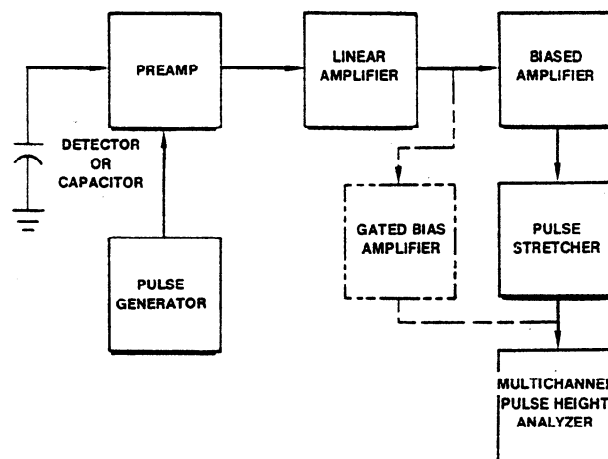 PREAMP
LINEAR
AMPLIFIER
BIASED
AMPLIFIER
DETECTOR
OR
CAPACITOR
GATED BIAS
AMPLIFIER
PULSE
STRETCHER
PULSE
GENERATOR
MULTICHANNEL
PULSE HEIGHT
ANALYZER